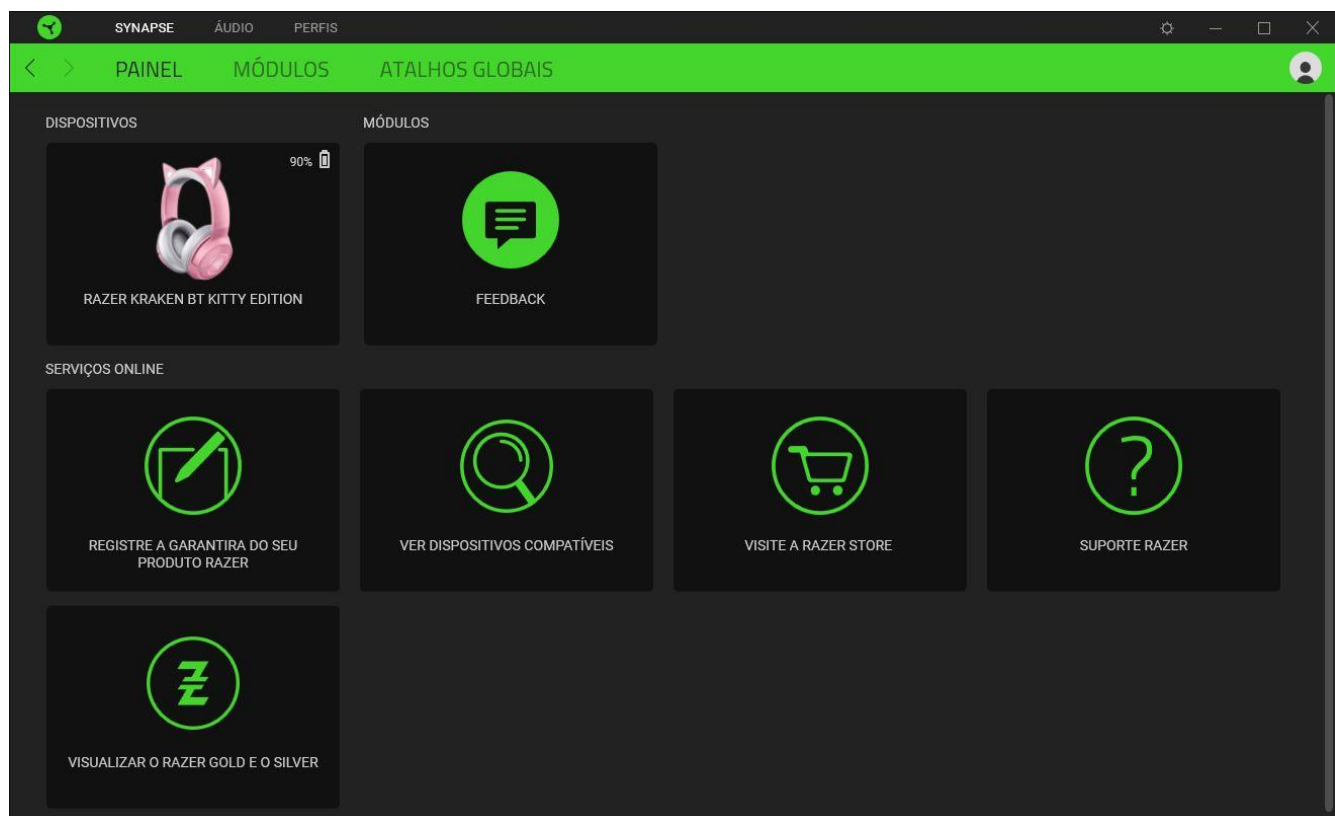 SYNAPSE ÁUDIO PERFIS
PAINEL MÓDULOS ATALHOS GLOBAIS
DISPOSITIVOS MÓDULOS
90%
RAZER KRAKEN BT KITTY EDITION
FEEDBACK
SERVIÇOS ONLINE
REGISTRE A GARANTIRA DO SEU
PRODUTO RAZER
VER DISPOSITIVOS COMPATÍVEIS
VISITE A RAZER STORE
SUPORTE RAZER
VISUALIZAR O RAZER GOLD E O SILVER